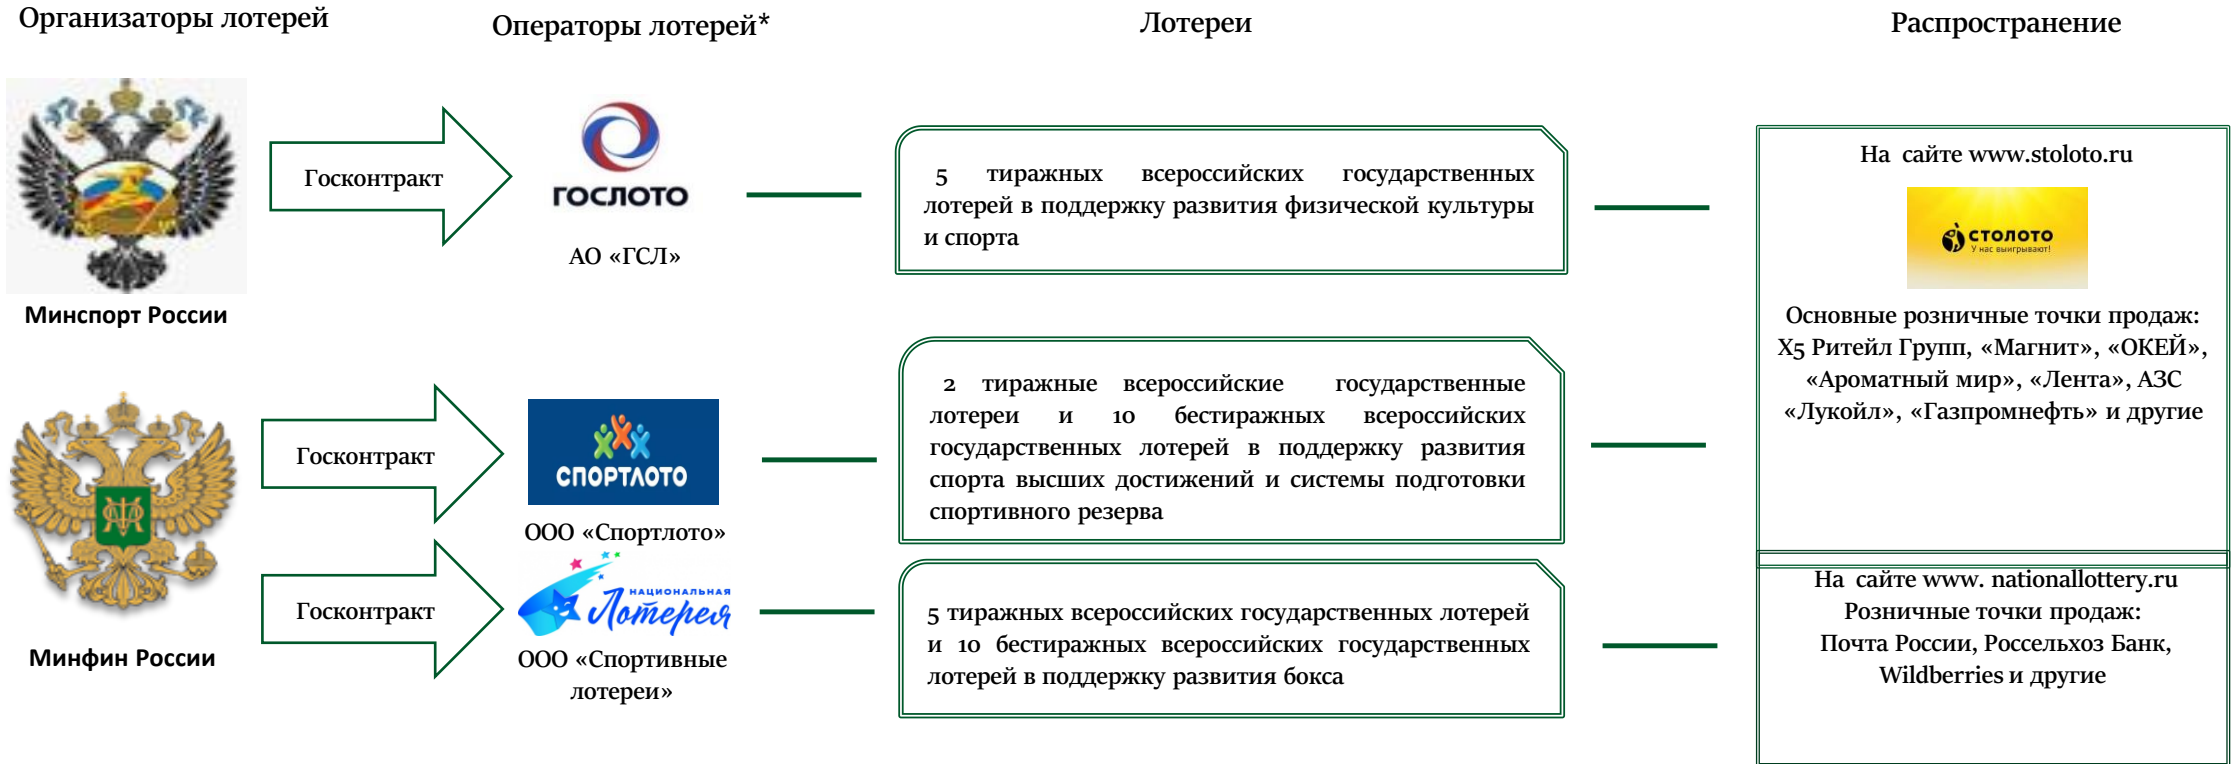 Организаторы лотерей
Операторы лотерей*
Лотереи
Распространение
Госконтракт
ГОСЛОТО
АО «ГСЛ»
Минспорт России
5 тиражных всероссийских государственных
лотерей в поддержку развития физической культуры
и спорта
На сайте www.stoloto.ru
СТОЛОТО
У нас выигрывают!
Основные розничные точки продаж:
Х5 Ритейл Групп, «Магнит», «ОКЕЙ»,
«Ароматный мир», «Лента», АЗС
«Лукойл», «Газпромнефть» и другие
Госконтракт
СПОРТЛОТО
ООО «Спортлото»
2 тиражные всероссийские государственные
лотереи и 10 бестиражных всероссийских
государственных лотерей в поддержку развития
спорта высших достижений и системы подготовки
спортивного резерва
Госконтракт
НАЦИОНАЛЬНАЯ
Лотерея
ООО «Спортивные
лотереи»
Минфин России
5 тиражных всероссийских государственных лотерей
и 10 бестиражных всероссийских государственных
лотерей в поддержку развития бокса
На сайте www. nationallottery.ru
Розничные точки продаж:
Почта России, Россельхоз Банк,
Wildberries и другие